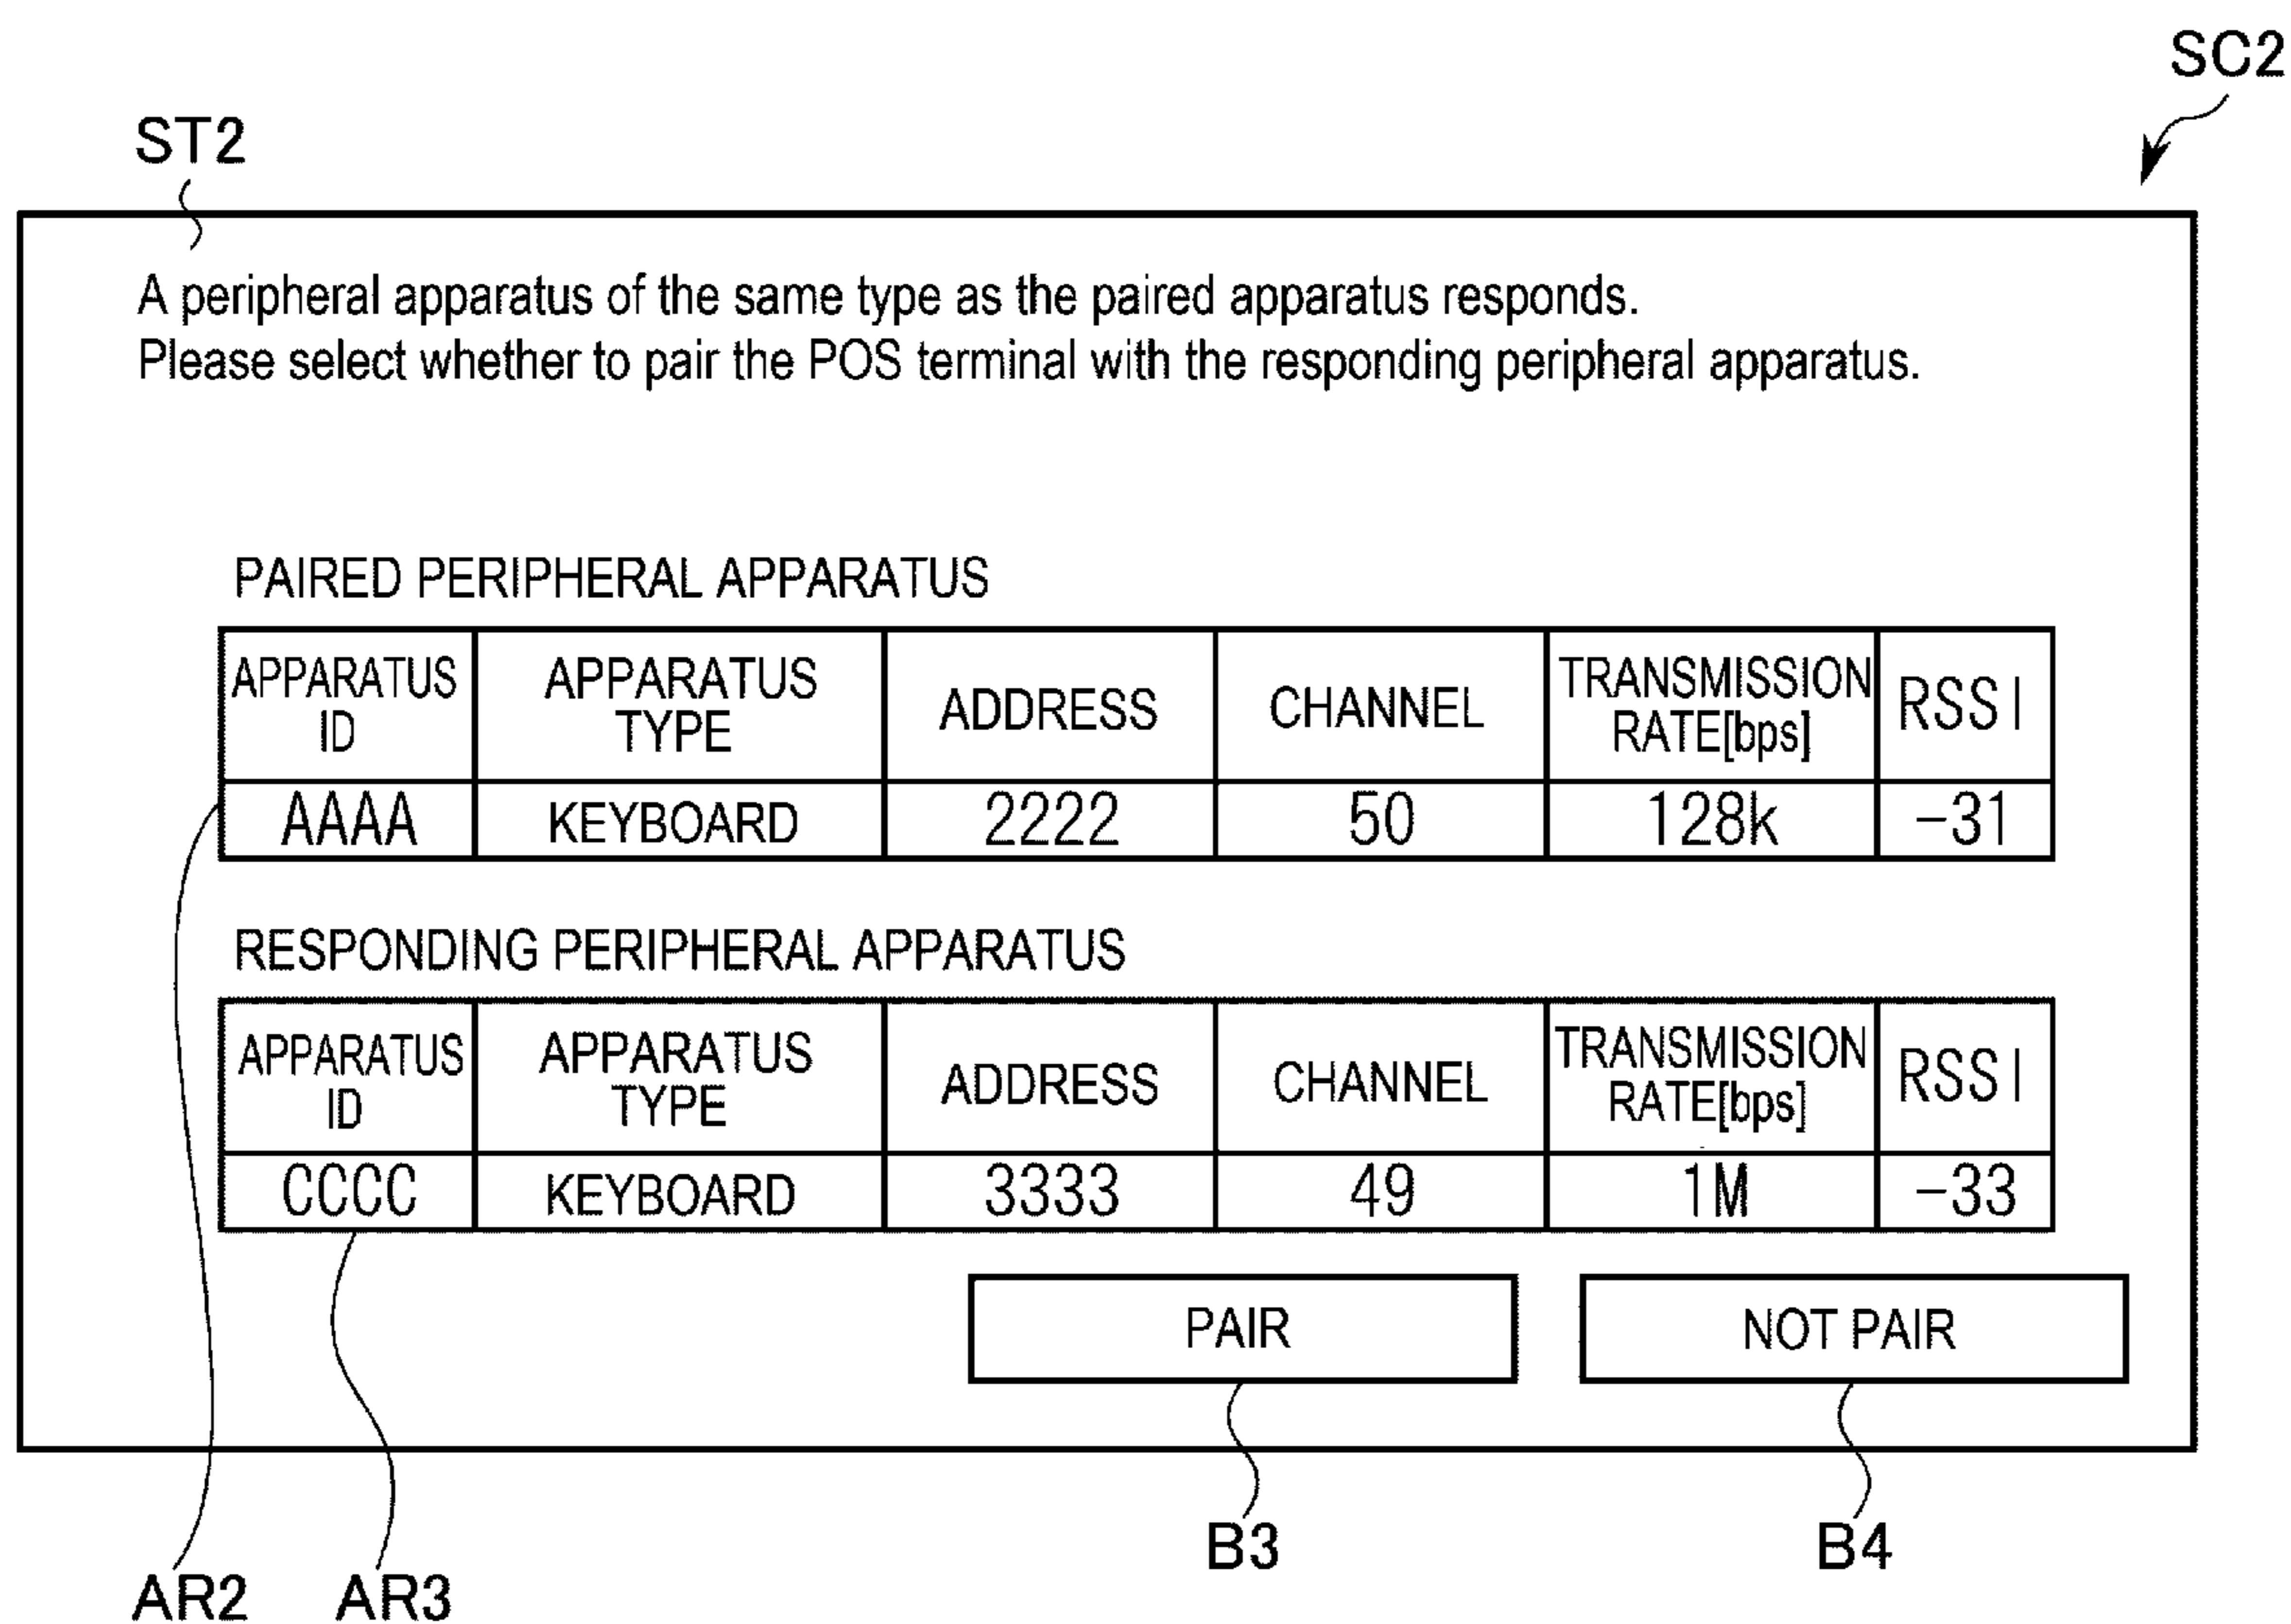 SC2
ST2
A peripheral apparatus of the same type as the paired apparatus responds.
Please select whether to pair the POS terminal with the responding peripheral apparatus.
PAIRED PERIPHERAL APPARATUS
APPARATUS ID APPARATUS TYPE ADDRESS CHANNEL TRANSMISSION RATE[bps] RSSI
AAAA KEYBOARD 2222 50 128k -31
RESPONDING PERIPHERAL APPARATUS
APPARATUS ID APPARATUS TYPE ADDRESS CHANNEL TRANSMISSION RATE[bps] RSSI
CCCC KEYBOARD 3333 49 1M -33
PAIR NOT PAIR
B3 B4
AR2 AR3